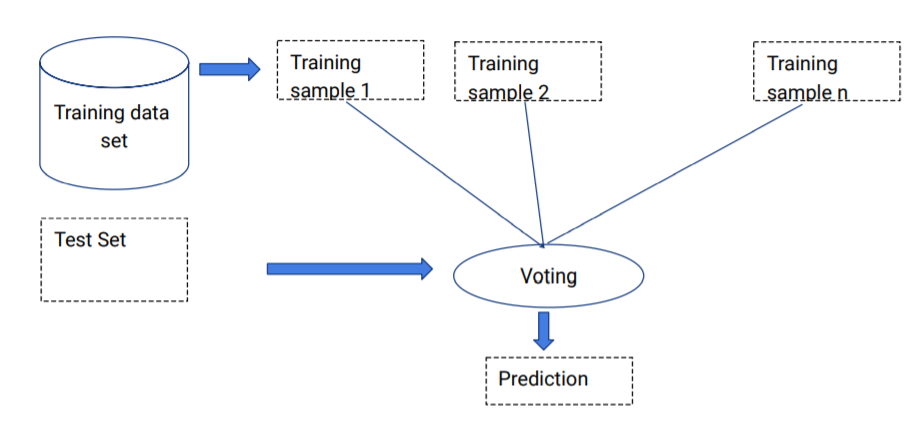 Training data
set
Training
sample 1
Training
sample 2
Training
sample n
Test Set
Voting
Prediction